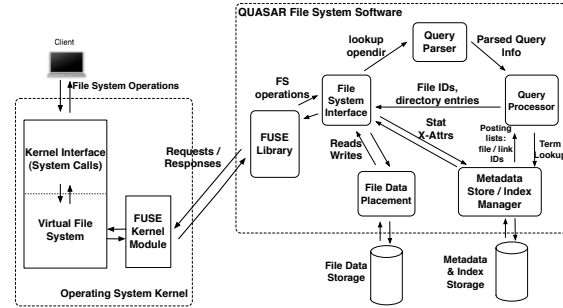 QUASAR File System Software
Client
File System Operations
Kernel Interface
(System Calls)
Virtual File
System
FUSE
Kernel
Module
Operating System Kernel
Requests /
Responses
FUSE
Library
FS
operations
File
System
Interface
lookup
opendir
Query
Parser
Parsed Query
Info
Query
Processor
File IDs,
directory entries
Stat
X-Attrs
Posting
lists:
file / link
IDs
Term
Lookup
Reads
Writes
File Data
Placement
Metadata
Store / Index
Manager
File Data
Storage
Metadata
& Index
Storage